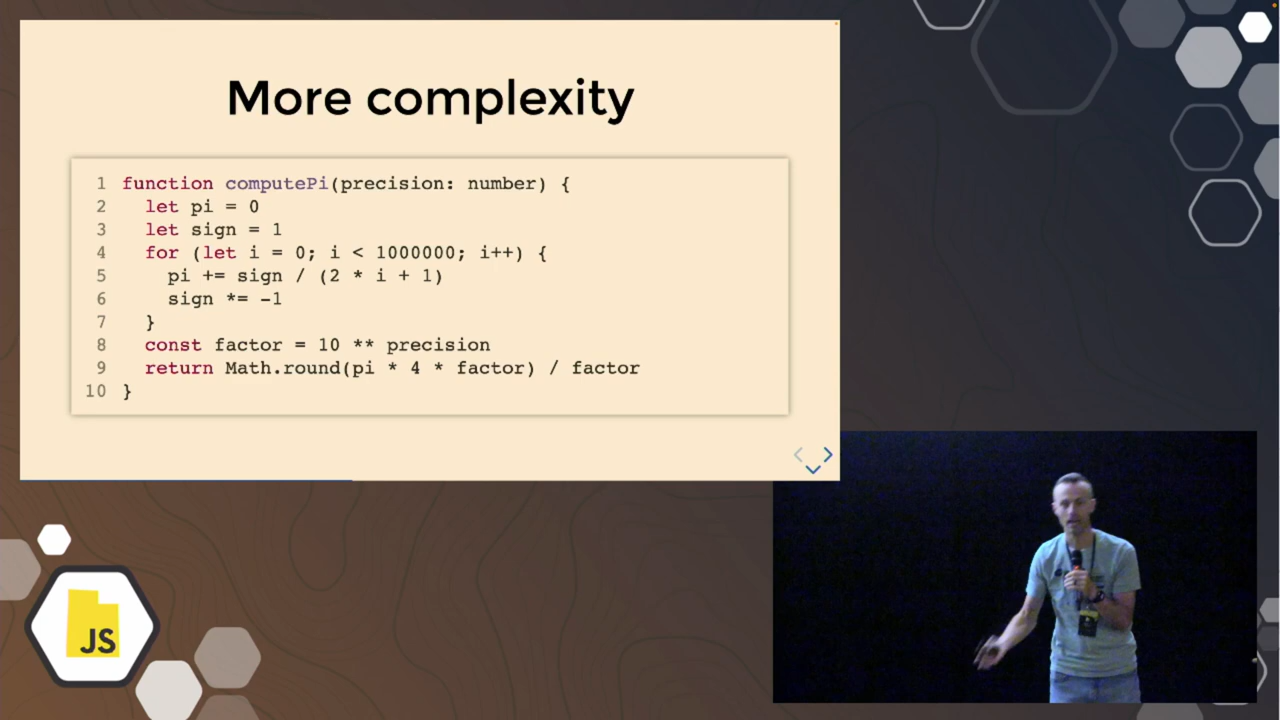 More complexity
1 function computePi(precision: number) {
2   let pi = 0
3   let sign = 1
4   for (let i = 0; i < 1000000; i++) {
5     pi += sign / (2 * i + 1)
6     sign *= -1
7   }
8   const factor = 10 ** precision
9   return Math.round(pi * 4 * factor) / factor
10 }
JS